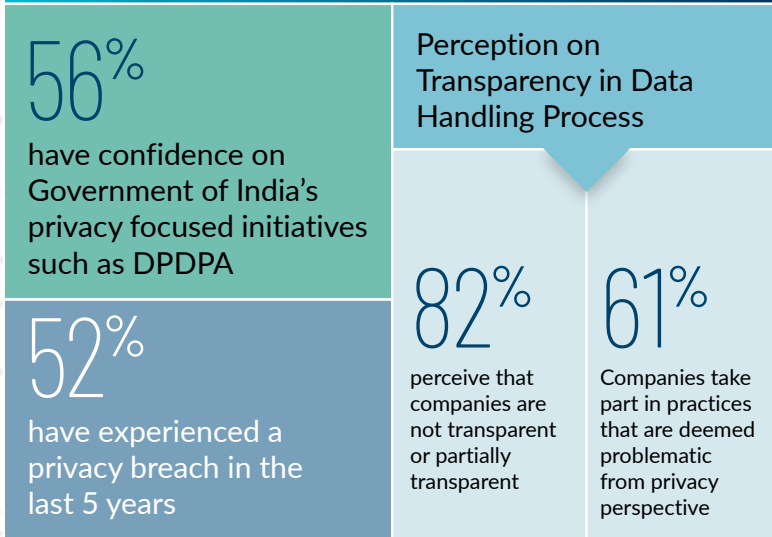 56%
have confidence on
Government of India's
privacy focused initiatives
such as DPDPA
52%
have experienced a
privacy breach in the
last 5 years
Perception on
Transparency in Data
Handling Process
82%
perceive that
companies are
not transparent
or partially
transparent
61%
Companies take
part in practices
that are deemed
problematic
from privacy
perspective